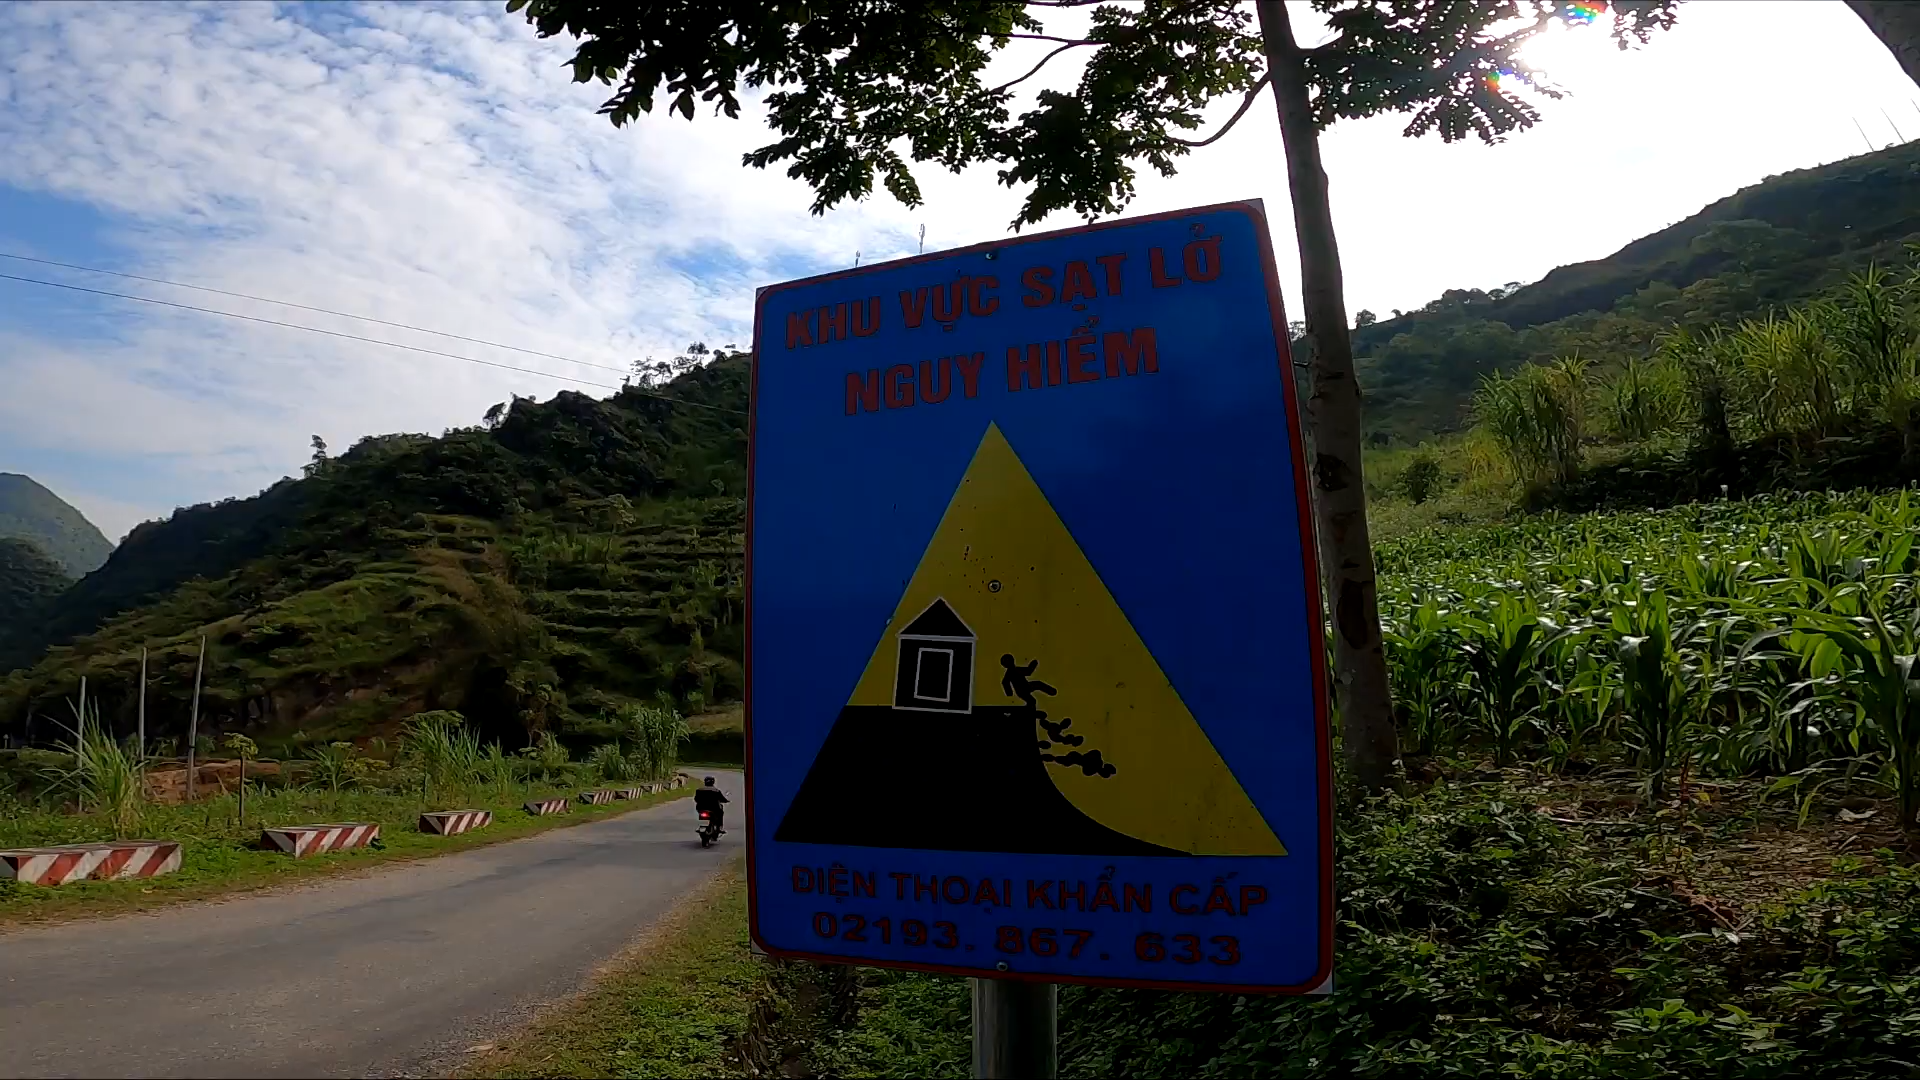 KHU VỰC SẠT LỞ
NGUY HIỂM
ĐIỆN THOẠI KHẨN CẤP
02193. 867. 633